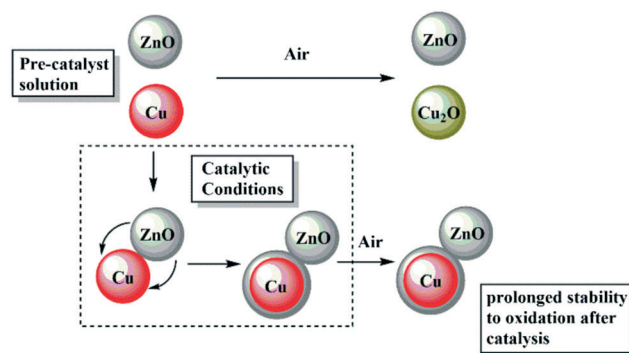 ZnO
ZnO
Pre-catalyst
solution
Air
Cu
Cu₂O
Catalytic
Conditions
ZnO
ZnO
Air
ZnO
Cu
Cu
Cu
prolonged stability
to oxidation after
catalysis